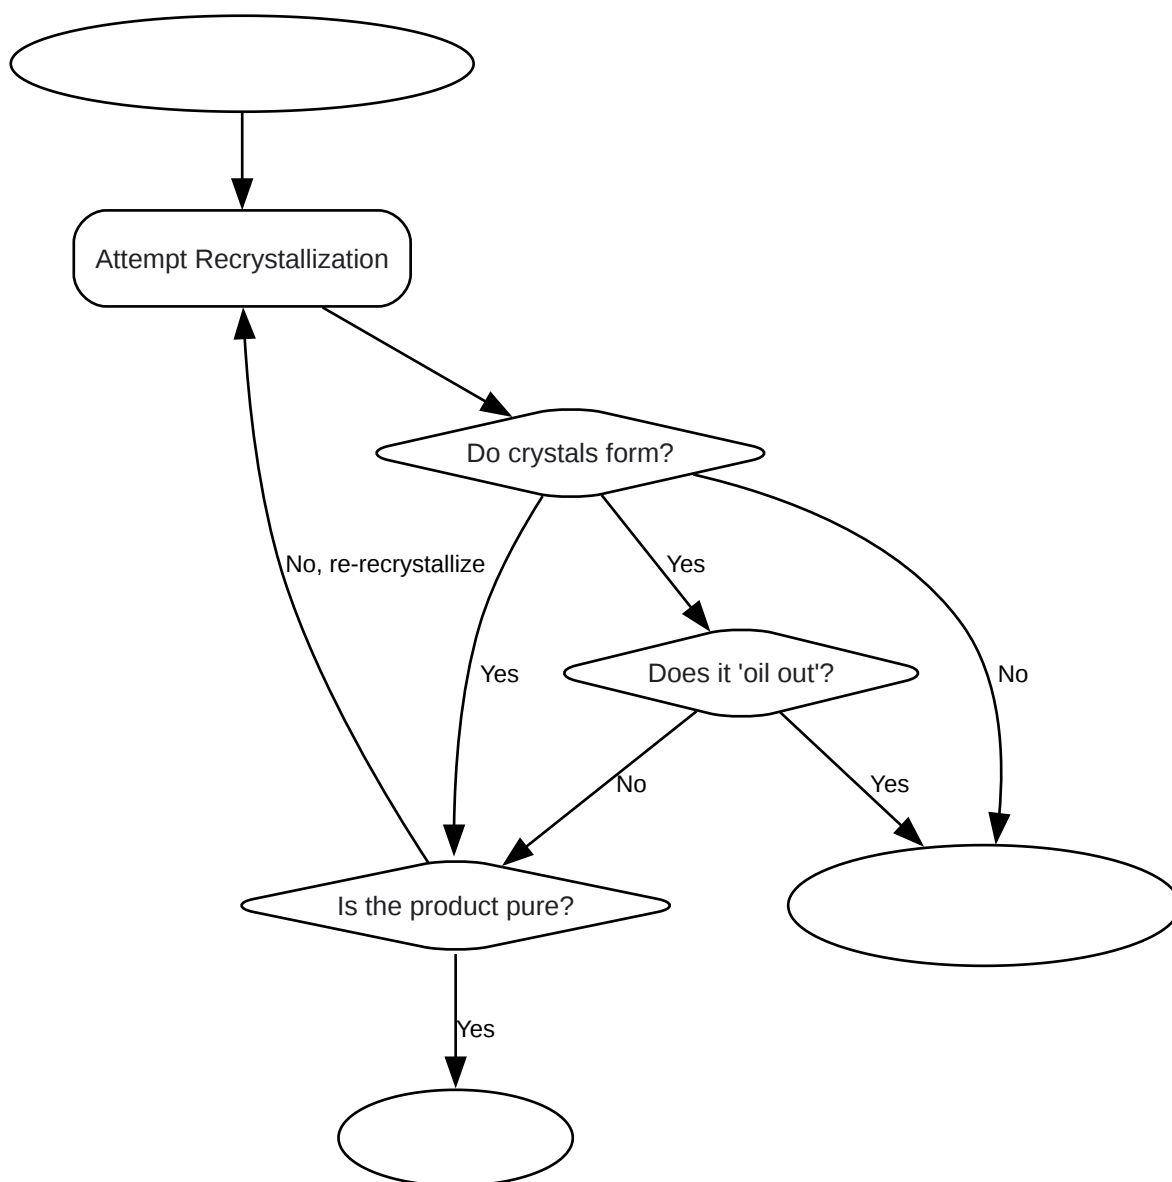 Attempt Recrystallization
Do crystals form?
No, re-recrystallize
Yes
Does it 'oil out'?
Yes
No
No
Yes
Is the product pure?
Yes